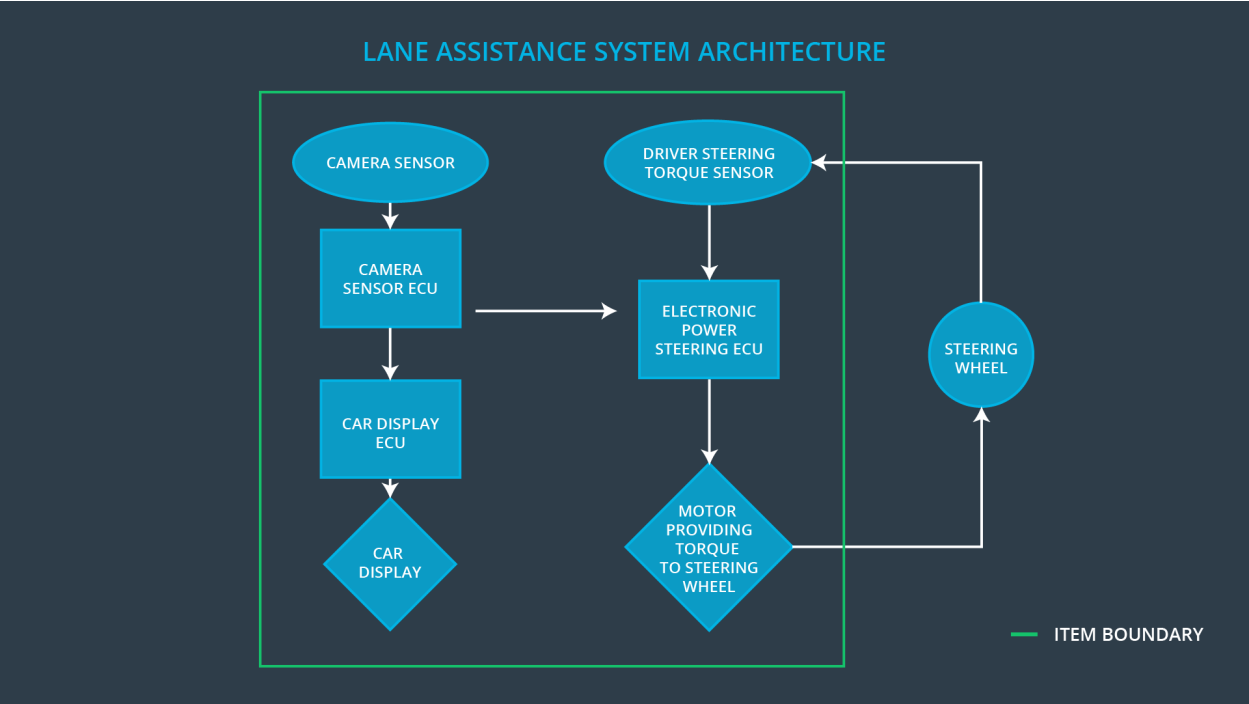 LANE ASSISTANCE SYSTEM ARCHITECTURE
CAMERA SENSOR
CAMERA
SENSOR ECU
CAR DISPLAY
ECU
CAR
DISPLAY
DRIVER STEERING
TORQUE SENSOR
ELECTRONIC
POWER
STEERING ECU
MOTOR
PROVIDING
TORQUE
TO STEERING
WHEEL
STEERING
WHEEL
ITEM BOUNDARY